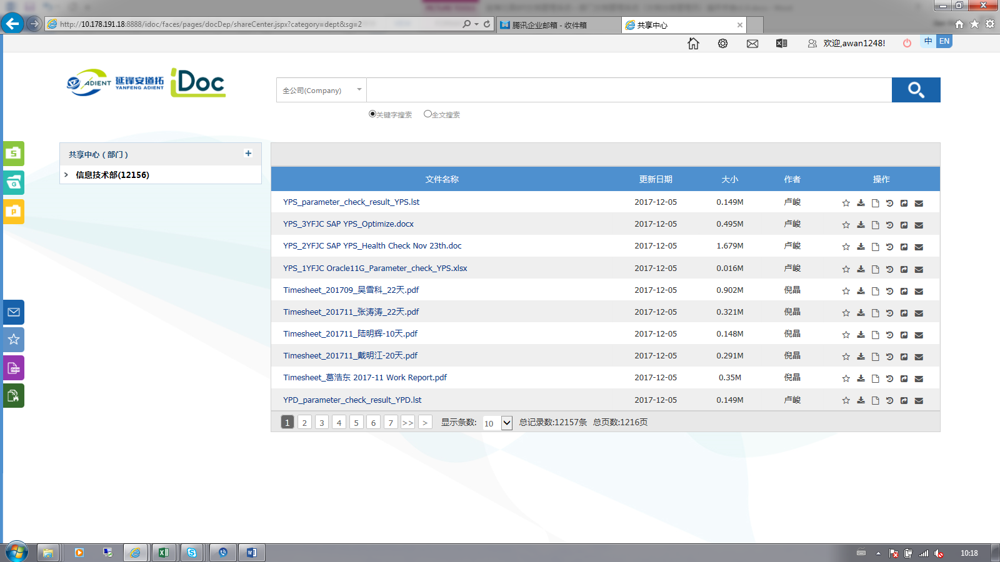 http://10.178.191.18:8888/idoc/faces/pages/docDep/shareCenter.jspx?category=dept&sg=2
腾讯企业邮箱 - 收件箱
共享中心
欢迎,awan1248!
中 EN
ADIENT 延锋安道拓 YANFENG ADIENT iDoc
全公司(Company)
关键字搜索 全文搜索
共享中心 ( 部门 ) +
> 信息技术部(12156)
文件名称 更新日期 大小 作者 操作
YPS_parameter_check_result_YPS.lst 2017-12-05 0.149M 卢峻
YPS_3YFJC SAP YPS_Optimize.docx 2017-12-05 0.495M 卢峻
YPS_2YFJC SAP YPS_Health Check Nov 23th.doc 2017-12-05 1.679M 卢峻
YPS_1YFJC Oracle11G_Parameter_check_YPS.xlsx 2017-12-05 0.016M 卢峻
Timesheet_201709_吴雪科_22天.pdf 2017-12-05 0.902M 倪晶
Timesheet_201711_张涛涛_22天.pdf 2017-12-05 0.321M 倪晶
Timesheet_201711_陆明辉-10天.pdf 2017-12-05 0.148M 倪晶
Timesheet_201711_戴明江-20天.pdf 2017-12-05 0.291M 倪晶
Timesheet_葛浩东 2017-11 Work Report.pdf 2017-12-05 0.35M 倪晶
YPD_parameter_check_result_YPD.lst 2017-12-05 0.149M 卢峻
1 2 3 4 5 6 7 >> > 显示条数: 10 总记录数:12157条 总页数:1216页
10:18